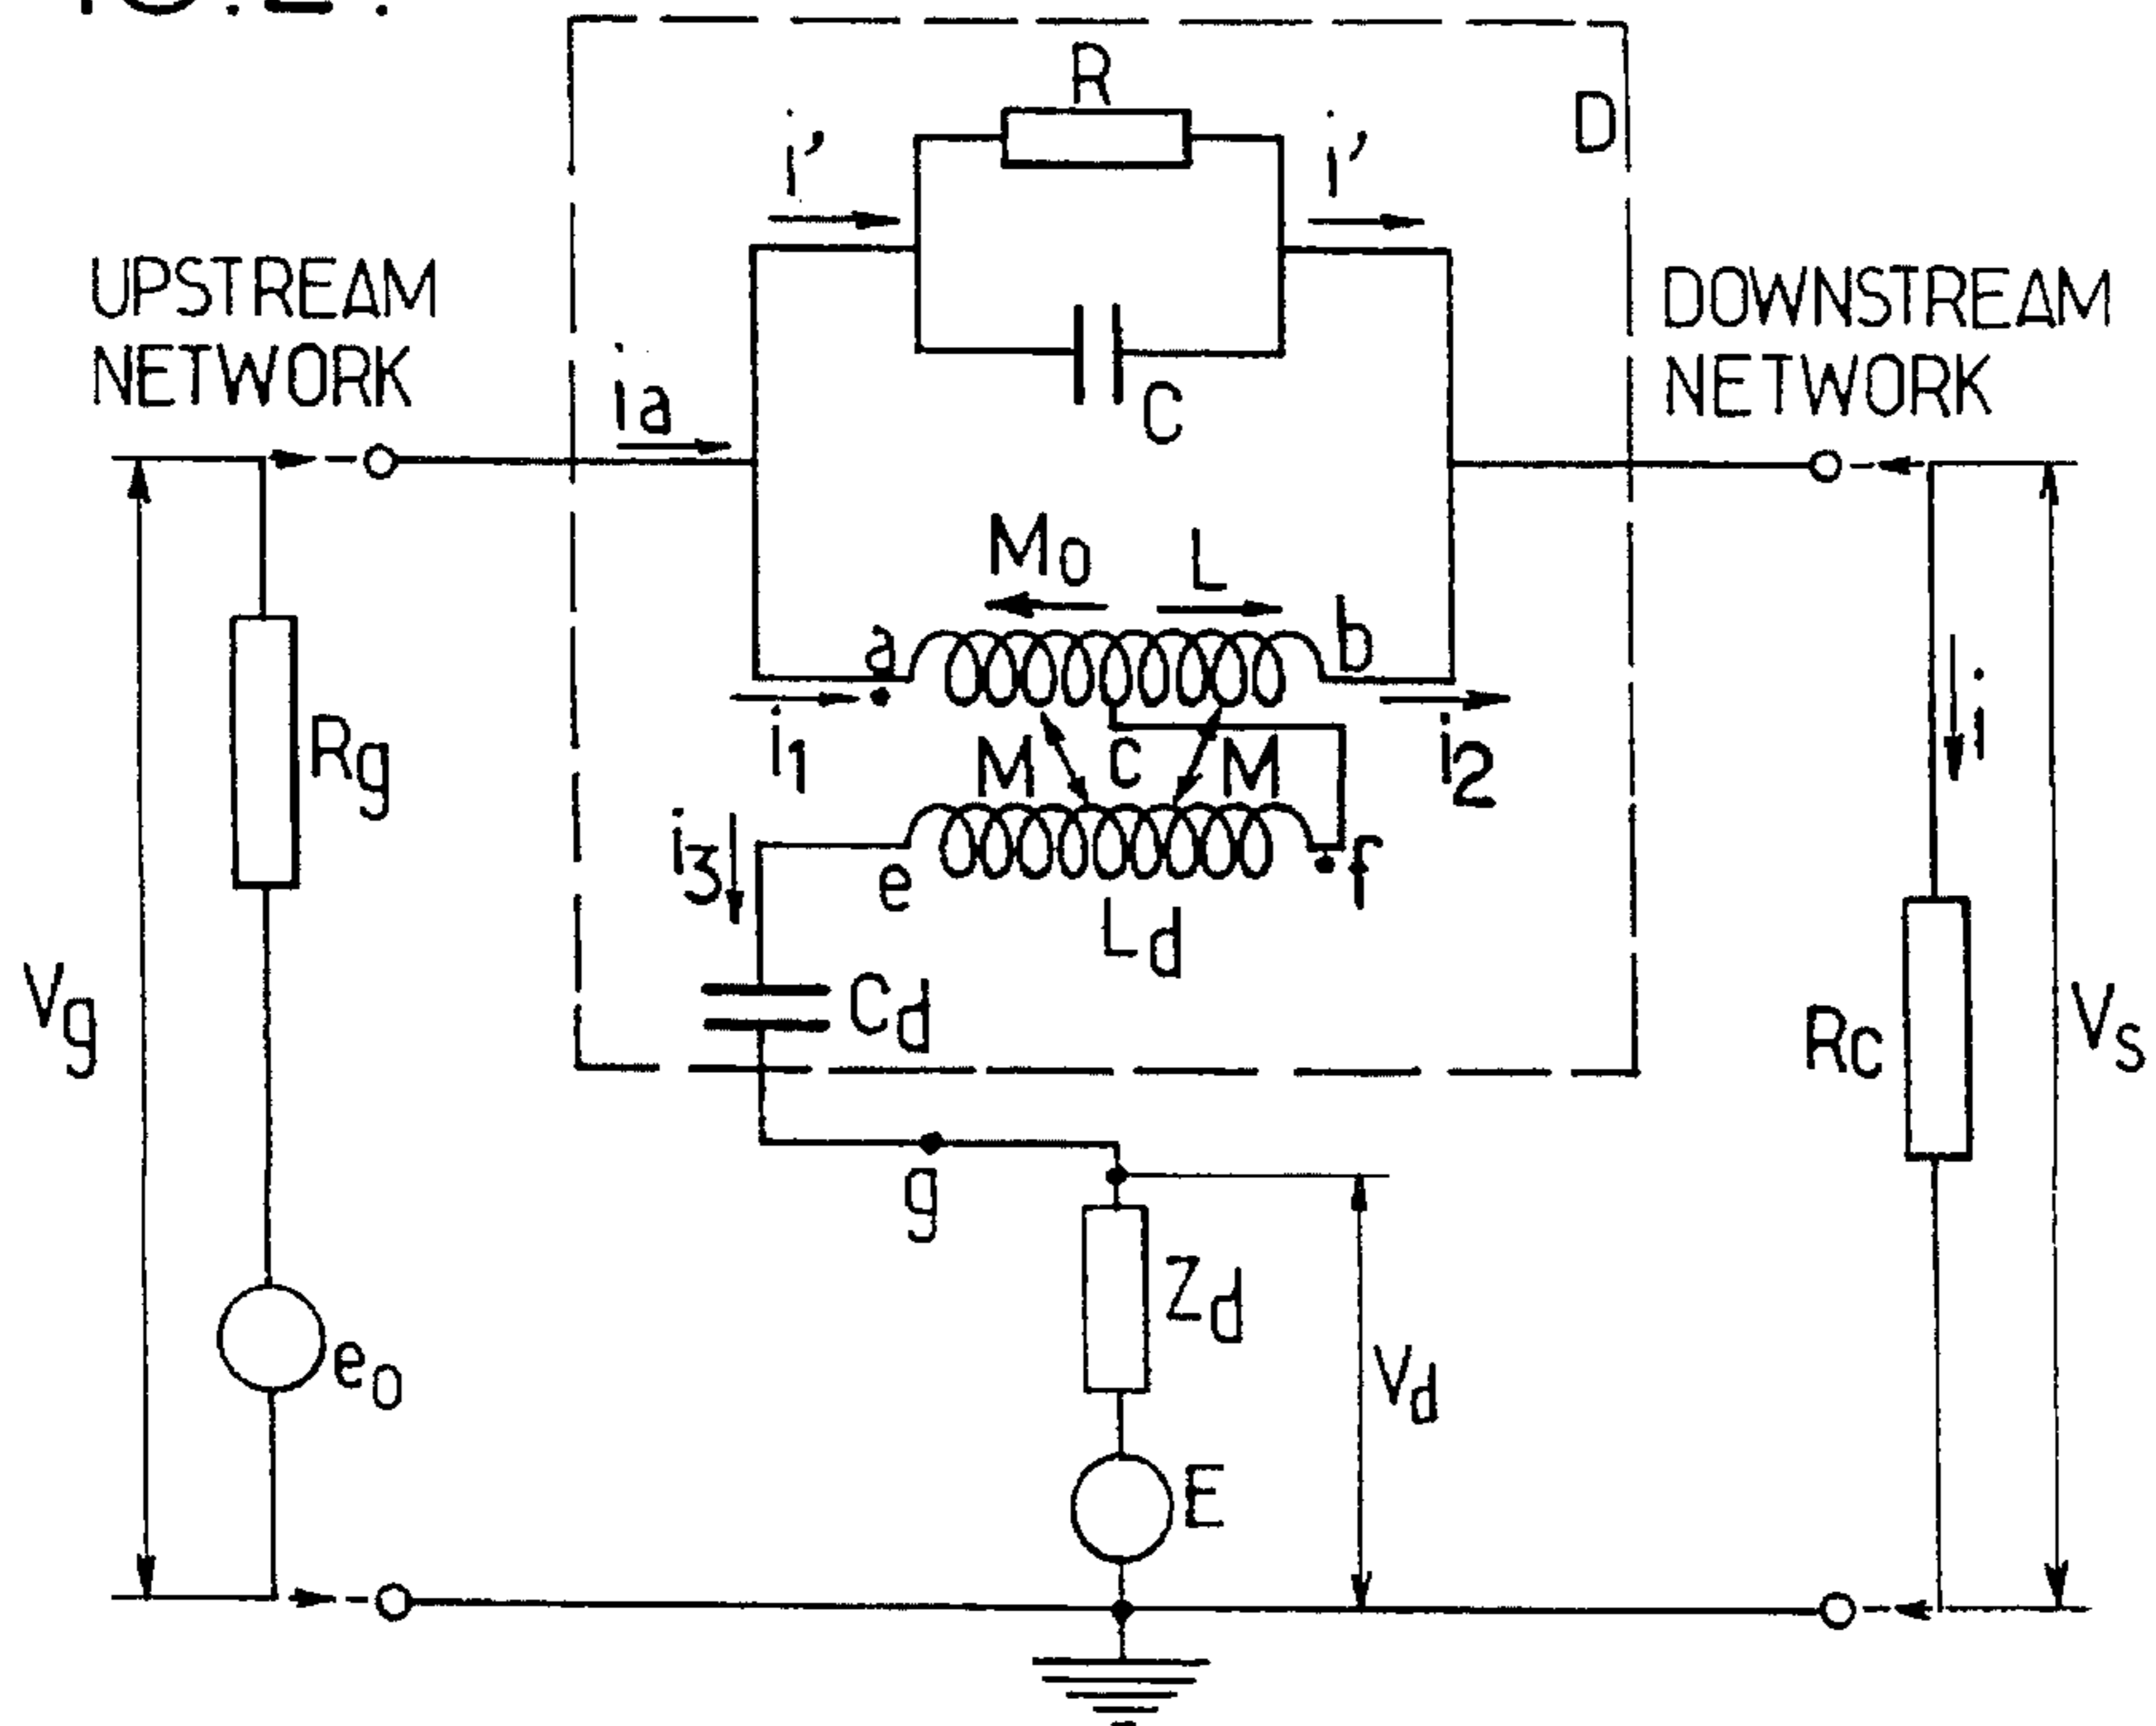 R
D
i'
i'
UPSTREAM
NETWORK
DOWNSTREAM
NETWORK
ia
C
Mo
L
a
b
i1
M
c
M
i2
Rg
i
i3
e
f
Ld
Vg
Cd
Rc
Vs
g
Zd
eo
Vd
E